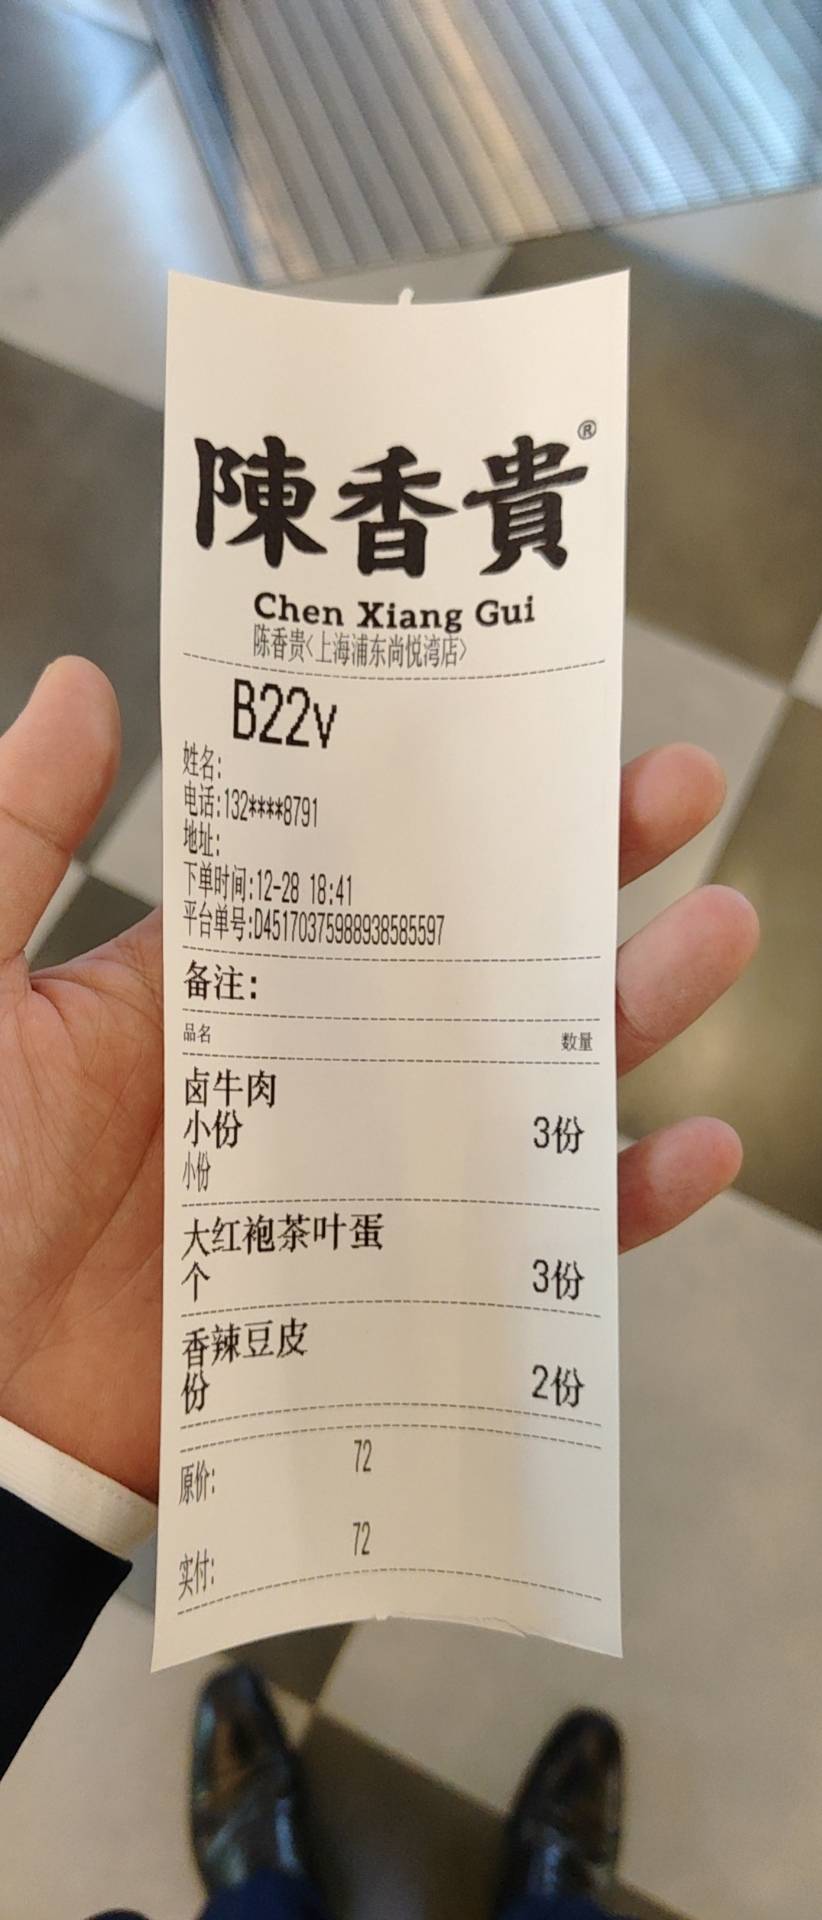 陳香貴®
Chen Xiang Gui
陈香贵<上海浦东尚悦湾店>
B22v
姓名:
电话:132****8791
地址:
下单时间:12-28 18:41
平台单号:D45170375988938585597
备注:
品名 数量
卤牛肉
小份 3份
小份
大红袍茶叶蛋
个 3份
香辣豆皮
份 2份
原价: 72
实付: 72